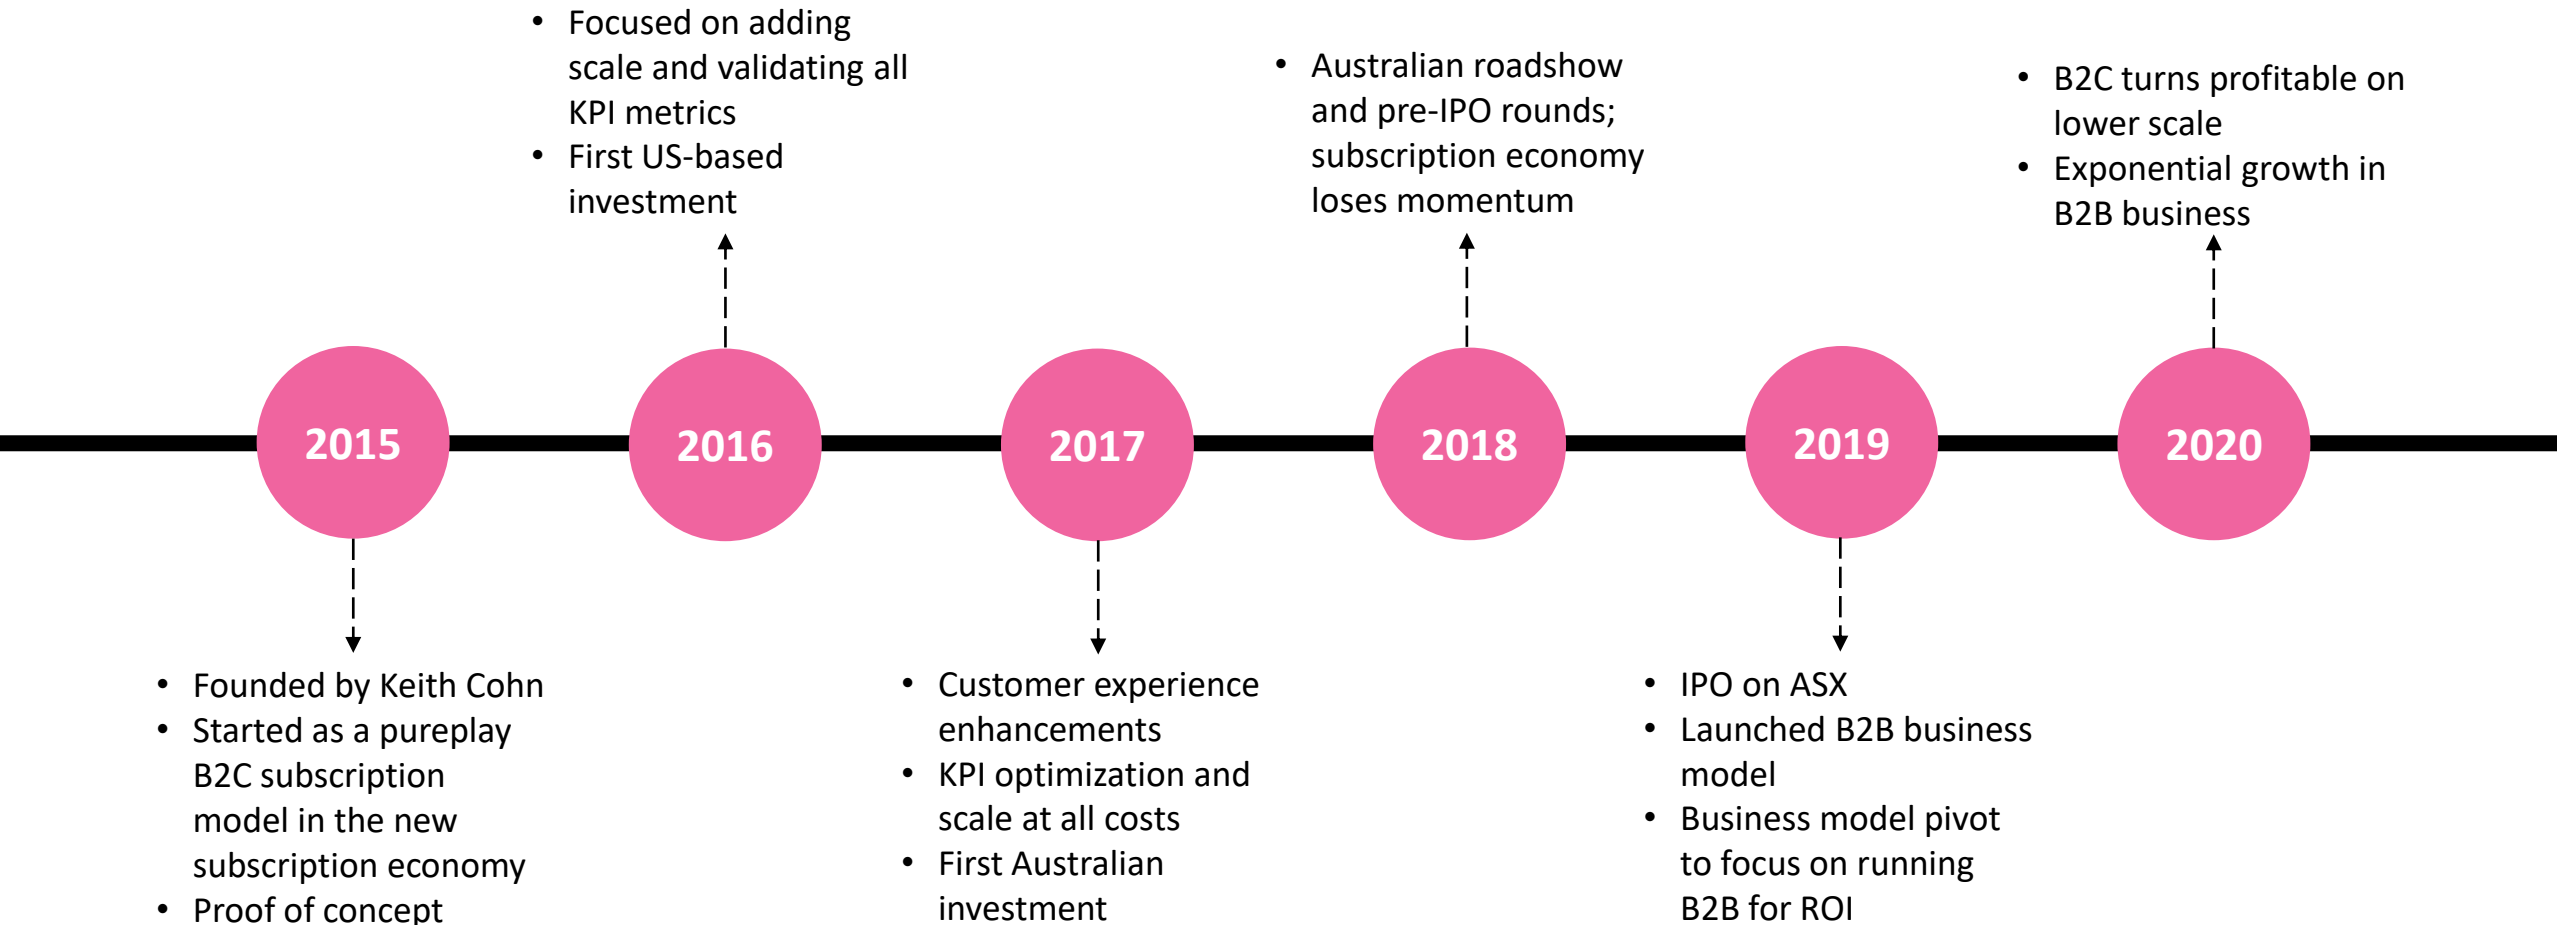 • Focused on adding
scale and validating all
KPI metrics
• First US-based
investment
• Australian roadshow
and pre-IPO rounds;
subscription economy
loses momentum
• B2C turns profitable on
lower scale
• Exponential growth in
B2B business
2015
2016
2017
2018
2019
2020
• Founded by Keith Cohn
• Started as a pureplay
B2C subscription
model in the new
subscription economy
• Proof of concept
• Customer experience
enhancements
• KPI optimization and
scale at all costs
• First Australian
investment
• IPO on ASX
• Launched B2B business
model
• Business model pivot
to focus on running
B2B for ROI